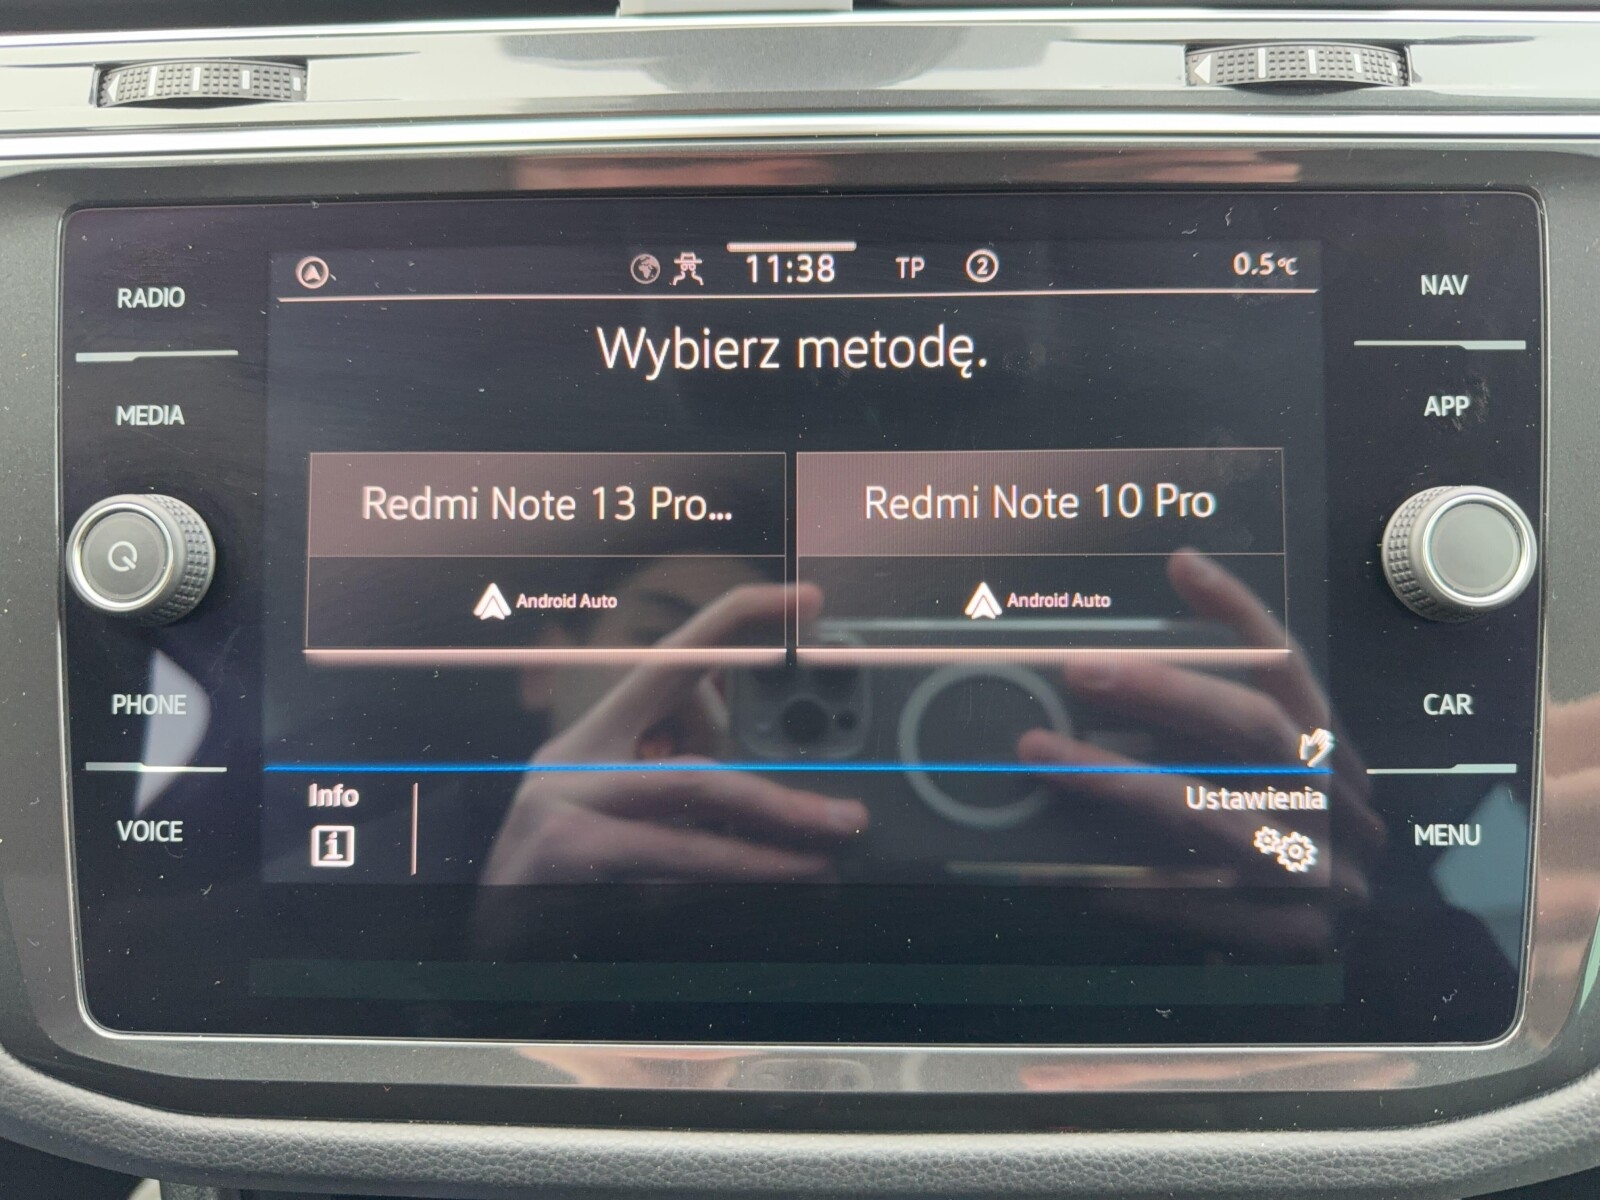 RADIO
MEDIA
PHONE
VOICE
11:38
TP
2
0.5°C
Wybierz metodę.
Redmi Note 13 Pro...
Android Auto
Redmi Note 10 Pro
Android Auto
Info
i
Ustawienia
NAV
APP
CAR
MENU